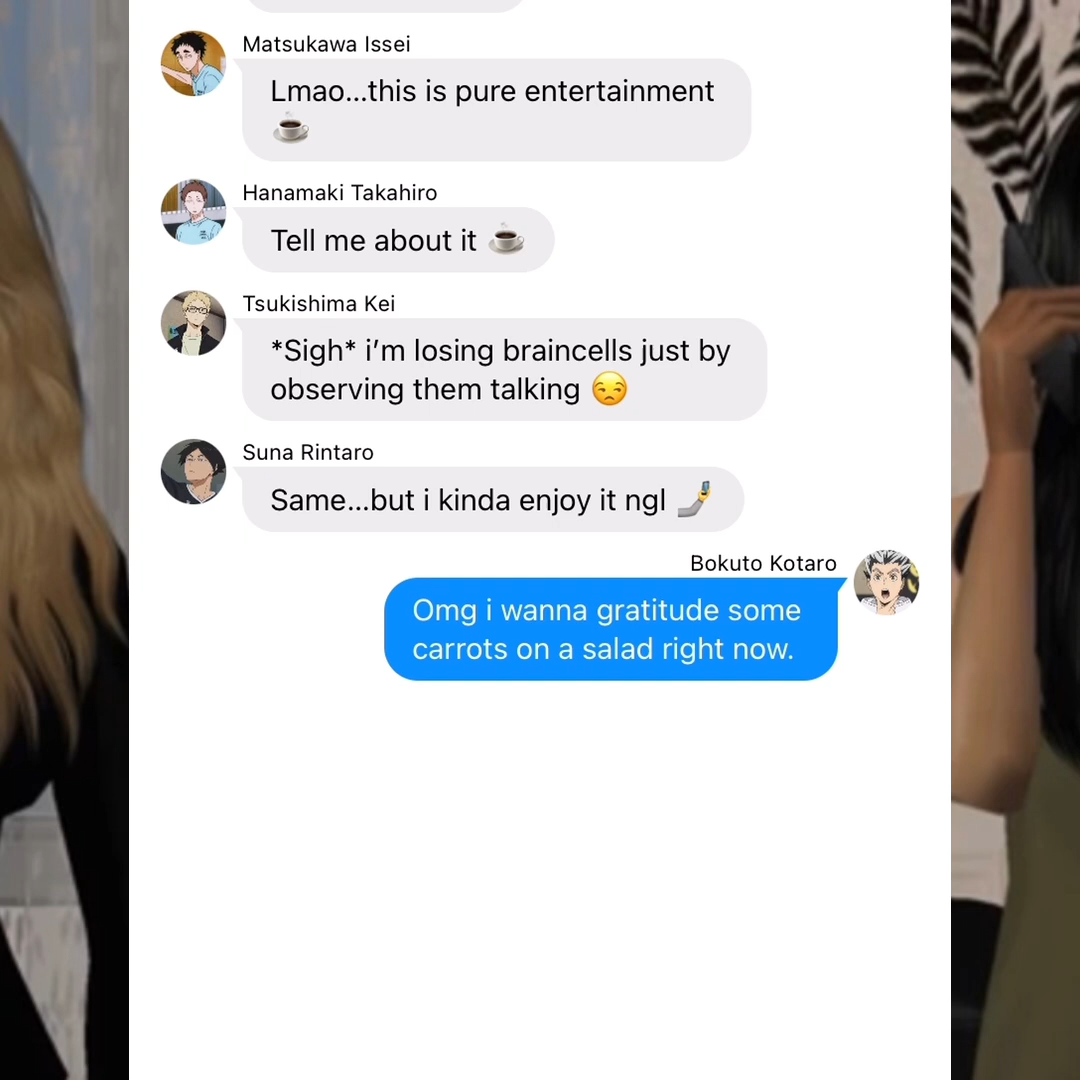 Matsukawa Issei
Lmao...this is pure entertainment
☕
Hanamaki Takahiro
Tell me about it ☕
Tsukishima Kei
*Sigh* i’m losing braincells just by
observing them talking 😒
Suna Rintaro
Same...but i kinda enjoy it ngl 🤳
Bokuto Kotaro
Omg i wanna gratitude some
carrots on a salad right now.